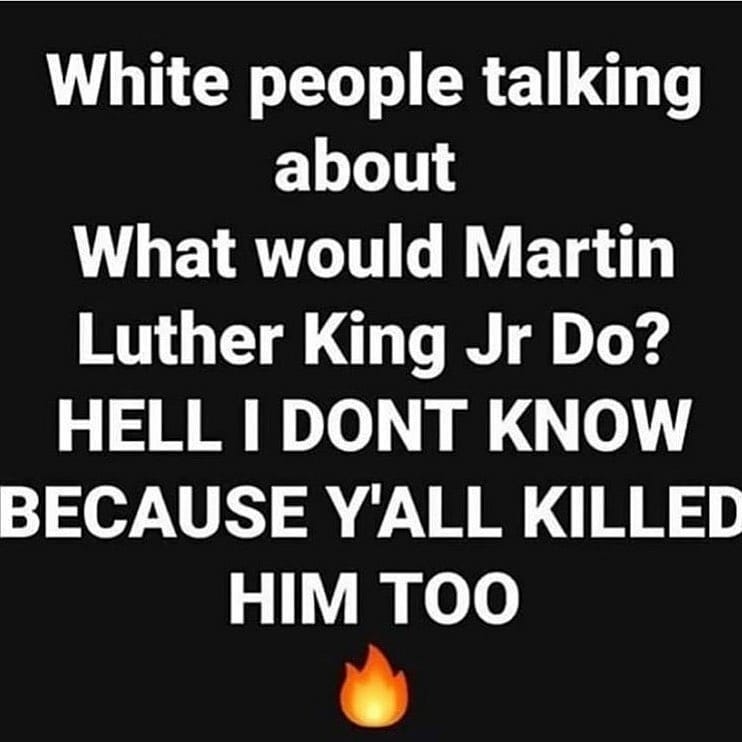 White people talking
about
What would Martin
Luther King Jr Do?
HELL I DONT KNOW
BECAUSE Y'ALL KILLED
HIM TOO